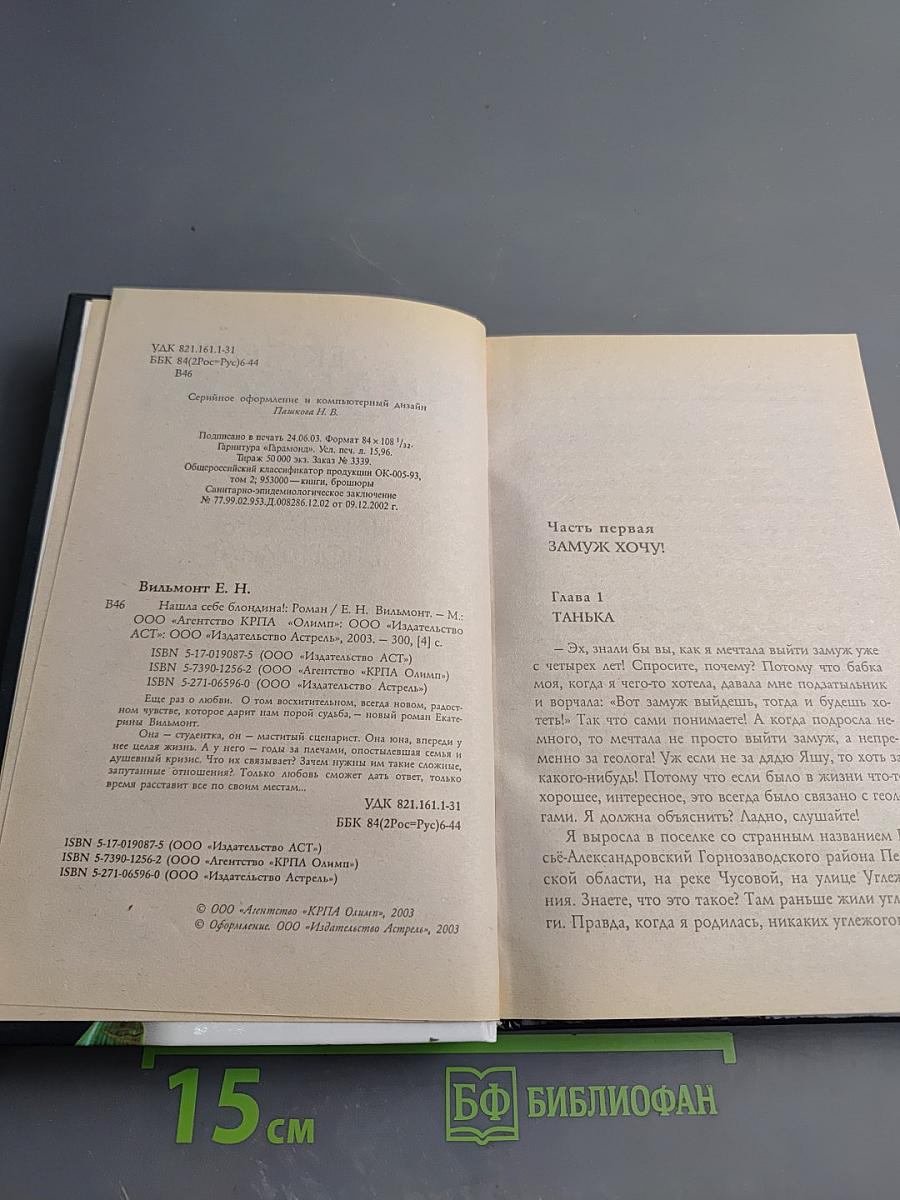 УДК 821.161.1-31
ББК 84(2Рос=Рус)6-44
В46
Серийное оформление и компьютерный дизайн
Пашкова Н. В.
Подписано в печать 24.06.03. Формат 84×108 1/32.
Гарнитура «Гарамонд». Усл. печ. л. 15,96.
Тираж 50 000 экз. Заказ № 3339.
Общероссийский классификатор продукции ОК-005-93,
том 2; 953000 — книги, брошюры
Санитарно-эпидемиологическое заключение
№ 77.99.02.953.Д.008286.12.02 от 09.12.2002 г.
Вильмонт Е. Н.
В46 Нашла себе блондина!: Роман / Е. Н. Вильмонт. — М.:
ООО «Агентство КРПА «Олимп»: ООО «Издательство
АСТ»: ООО «Издательство Астрель», 2003. — 300, [4] с.
ISBN 5-17-019087-5 (ООО «Издательство АСТ»)
ISBN 5-7390-1256-2 (ООО «Агентство «КРПА Олимп»)
ISBN 5-271-06596-0 (ООО «Издательство Астрель»)
Еще раз о любви. О том восхитительном, всегда новом, радост-
ном чувстве, которое дарит нам порой судьба, — новый роман Екате-
рины Вильмонт.
Она — студентка, он — маститый сценарист. Она юна, впереди у
нее целая жизнь. А у него — годы за плечами, опостылевшая семья и
душевный кризис. Что их связывает? Зачем нужны им такие сложные,
запутанные отношения? Только любовь сможет дать ответ, только
время расставит все по своим местам...
УДК 821.161.1-31
ББК 84(2Рос=Рус)6-44
ISBN 5-17-019087-5 (ООО «Издательство АСТ»)
ISBN 5-7390-1256-2 (ООО «Агентство «КРПА Олимп»)
ISBN 5-271-06596-0 (ООО «Издательство Астрель»)
© ООО «Агентство «КРПА Олимп», 2003
© Оформление. ООО «Издательство Астрель», 2003
Часть первая
ЗАМУЖ ХОЧУ!
Глава 1
ТАНЬКА
— Эх, знали бы вы, как я мечтала выйти замуж уже
с четырех лет! Спросите, почему? Потому что бабка
моя, когда я чего-то хотела, давала мне подзатыльник
и ворчала: «Вот замуж выйдешь, тогда и будешь хо-
теть!» Так что сами понимаете! А когда подросла не-
много, то мечтала не просто выйти замуж, а непре-
менно за геолога! Уж если не за дядю Яшу, то хоть за
какого-нибудь! Потому что если было в жизни что-т
хорошее, интересное, это всегда было связано с геол
гами. Я должна объяснить? Ладно, слушайте!
Я выросла в поселке со странным названием
сьё-Александровский Горнозаводского района Пе
ской области, на реке Чусовой, на улице Углеж
ния. Знаете, что это такое? Там раньше жили угл
ги. Правда, когда я родилась, никаких углежогов
15 см
БФ БИБЛИОФАН